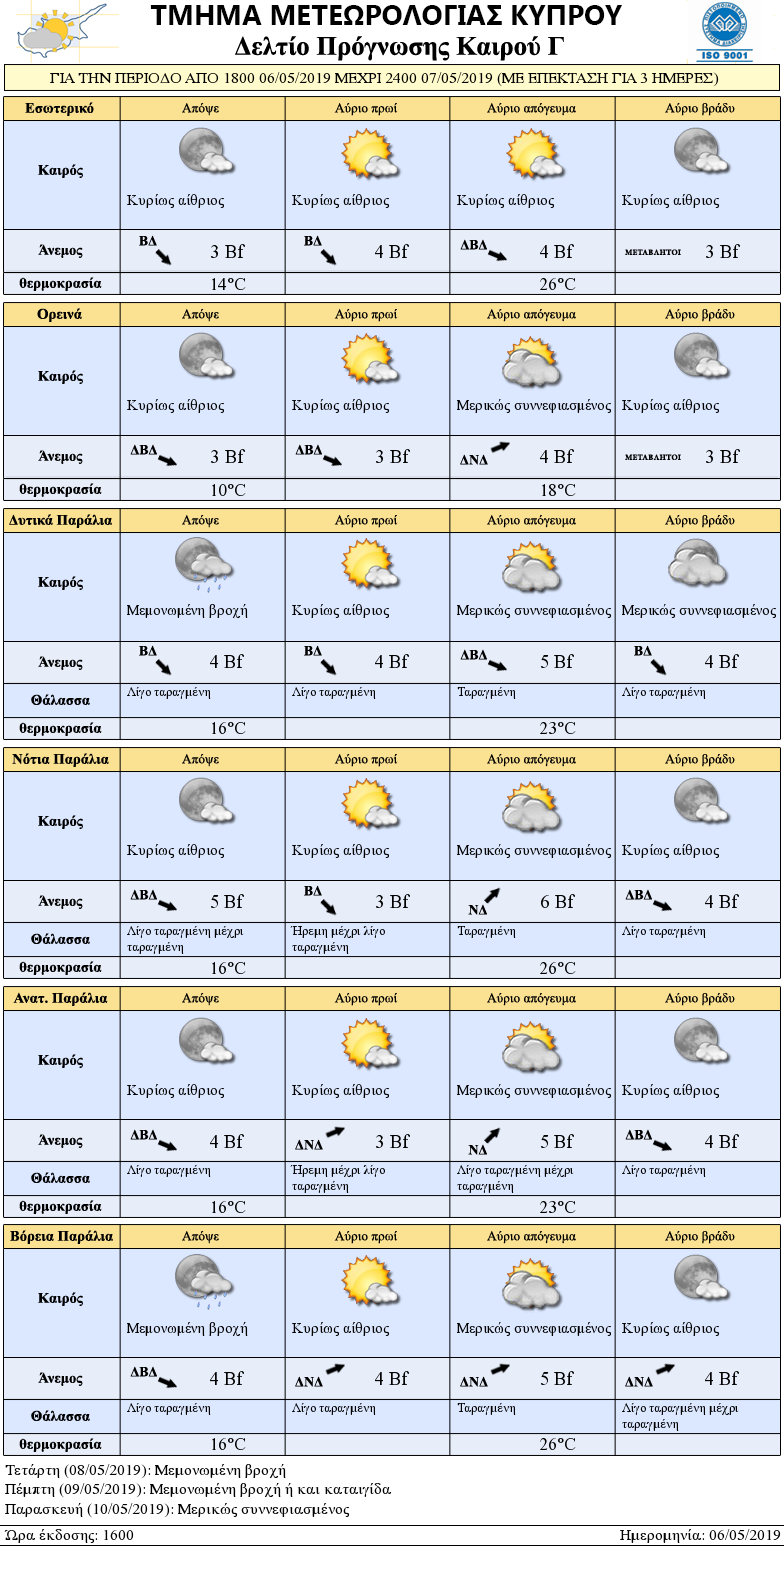 ΤΜΗΜΑ ΜΕΤΕΩΡΟΛΟΓΙΑΣ ΚΥΠΡΟΥ
Δελτίο Πρόγνωσης Καιρού Γ
ISO 9001
ΓΙΑ ΤΗΝ ΠΕΡΙΟΔΟ ΑΠΟ 1800 06/05/2019 ΜΕΧΡΙ 2400 07/05/2019 (ΜΕ ΕΠΕΚΤΑΣΗ ΓΙΑ 3 ΗΜΕΡΕΣ)
Εσωτερικό Απόψε Αύριο πρωί Αύριο απόγευμα Αύριο βράδυ
Καιρός
Κυρίως αίθριος Κυρίως αίθριος Κυρίως αίθριος Κυρίως αίθριος
Άνεμος ΒΔ 3 Bf ΒΔ 4 Bf ΔΒΔ 4 Bf ΜΕΤΑΒΛΗΤΟΙ 3 Bf
θερμοκρασία 14°C 26°C
Ορεινά Απόψε Αύριο πρωί Αύριο απόγευμα Αύριο βράδυ
Καιρός
Κυρίως αίθριος Κυρίως αίθριος Μερικώς συννεφιασμένος Κυρίως αίθριος
Άνεμος ΔΒΔ 3 Bf ΔΒΔ 3 Bf ΔΝΔ 4 Bf ΜΕΤΑΒΛΗΤΟΙ 3 Bf
θερμοκρασία 10°C 18°C
Δυτικά Παράλια Απόψε Αύριο πρωί Αύριο απόγευμα Αύριο βράδυ
Καιρός
Μεμονωμένη βροχή Κυρίως αίθριος Μερικώς συννεφιασμένος Μερικώς συννεφιασμένος
Άνεμος ΒΔ 4 Bf ΒΔ 4 Bf ΔΒΔ 5 Bf ΒΔ 4 Bf
Θάλασσα Λίγο ταραγμένη Λίγο ταραγμένη Ταραγμένη Λίγο ταραγμένη
θερμοκρασία 16°C 23°C
Νότια Παράλια Απόψε Αύριο πρωί Αύριο απόγευμα Αύριο βράδυ
Καιρός
Κυρίως αίθριος Κυρίως αίθριος Μερικώς συννεφιασμένος Κυρίως αίθριος
Άνεμος ΔΒΔ 5 Bf ΒΔ 3 Bf ΝΔ 6 Bf ΔΒΔ 4 Bf
Θάλασσα Λίγο ταραγμένη μέχρι Ήρεμη μέχρι λίγο Ταραγμένη Λίγο ταραγμένη
ταραγμένη ταραγμένη
θερμοκρασία 16°C 26°C
Ανατ. Παράλια Απόψε Αύριο πρωί Αύριο απόγευμα Αύριο βράδυ
Καιρός
Κυρίως αίθριος Κυρίως αίθριος Μερικώς συννεφιασμένος Κυρίως αίθριος
Άνεμος ΔΒΔ 4 Bf ΔΝΔ 3 Bf ΝΔ 5 Bf ΔΒΔ 4 Bf
Θάλασσα Λίγο ταραγμένη Ήρεμη μέχρι λίγο Λίγο ταραγμένη μέχρι Λίγο ταραγμένη
ταραγμένη ταραγμένη
θερμοκρασία 16°C 23°C
Βόρεια Παράλια Απόψε Αύριο πρωί Αύριο απόγευμα Αύριο βράδυ
Καιρός
Μεμονωμένη βροχή Κυρίως αίθριος Μερικώς συννεφιασμένος Κυρίως αίθριος
Άνεμος ΔΒΔ 4 Bf ΔΝΔ 4 Bf ΔΝΔ 5 Bf ΔΝΔ 4 Bf
Θάλασσα Λίγο ταραγμένη Λίγο ταραγμένη Ταραγμένη Λίγο ταραγμένη μέχρι
ταραγμένη
θερμοκρασία 16°C 26°C
Τετάρτη (08/05/2019): Μεμονωμένη βροχή
Πέμπτη (09/05/2019): Μεμονωμένη βροχή ή και καταιγίδα
Παρασκευή (10/05/2019): Μερικώς συννεφιασμένος
Ώρα έκδοσης: 1600 Ημερομηνία: 06/05/2019